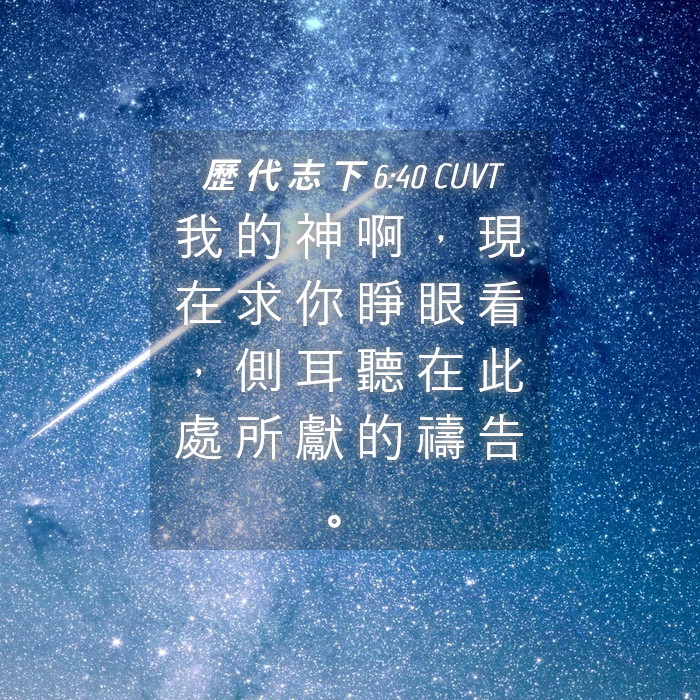 歷代志下 6:40 CUVT
我的神啊，現
在求你睜眼看
，側耳聽在此
處所獻的禱告
。